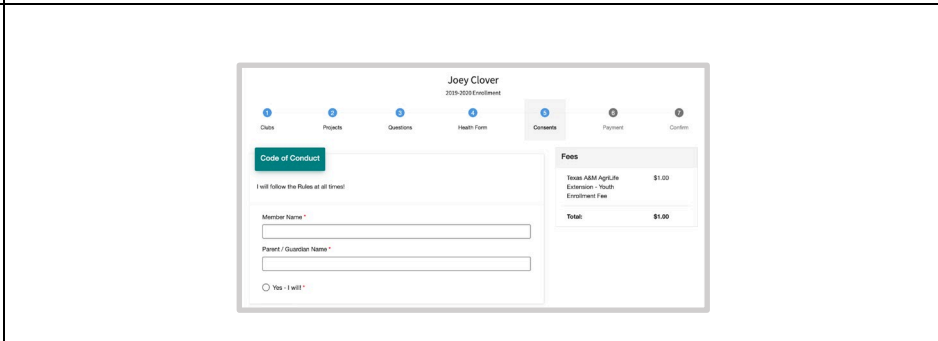 Joey Clover
2019-2020 Enrollment
1 2 3 4 5 6 7
Clubs Projects Questions Health Form Consents Payment Confirm
Code of Conduct
I will follow the Rules at all times!
Member Name *
Parent / Guardian Name *
Yes - I will! *
Fees
Texas A&M AgriLife $1.00
Extension - Youth
Enrollment Fee
Total: $1.00